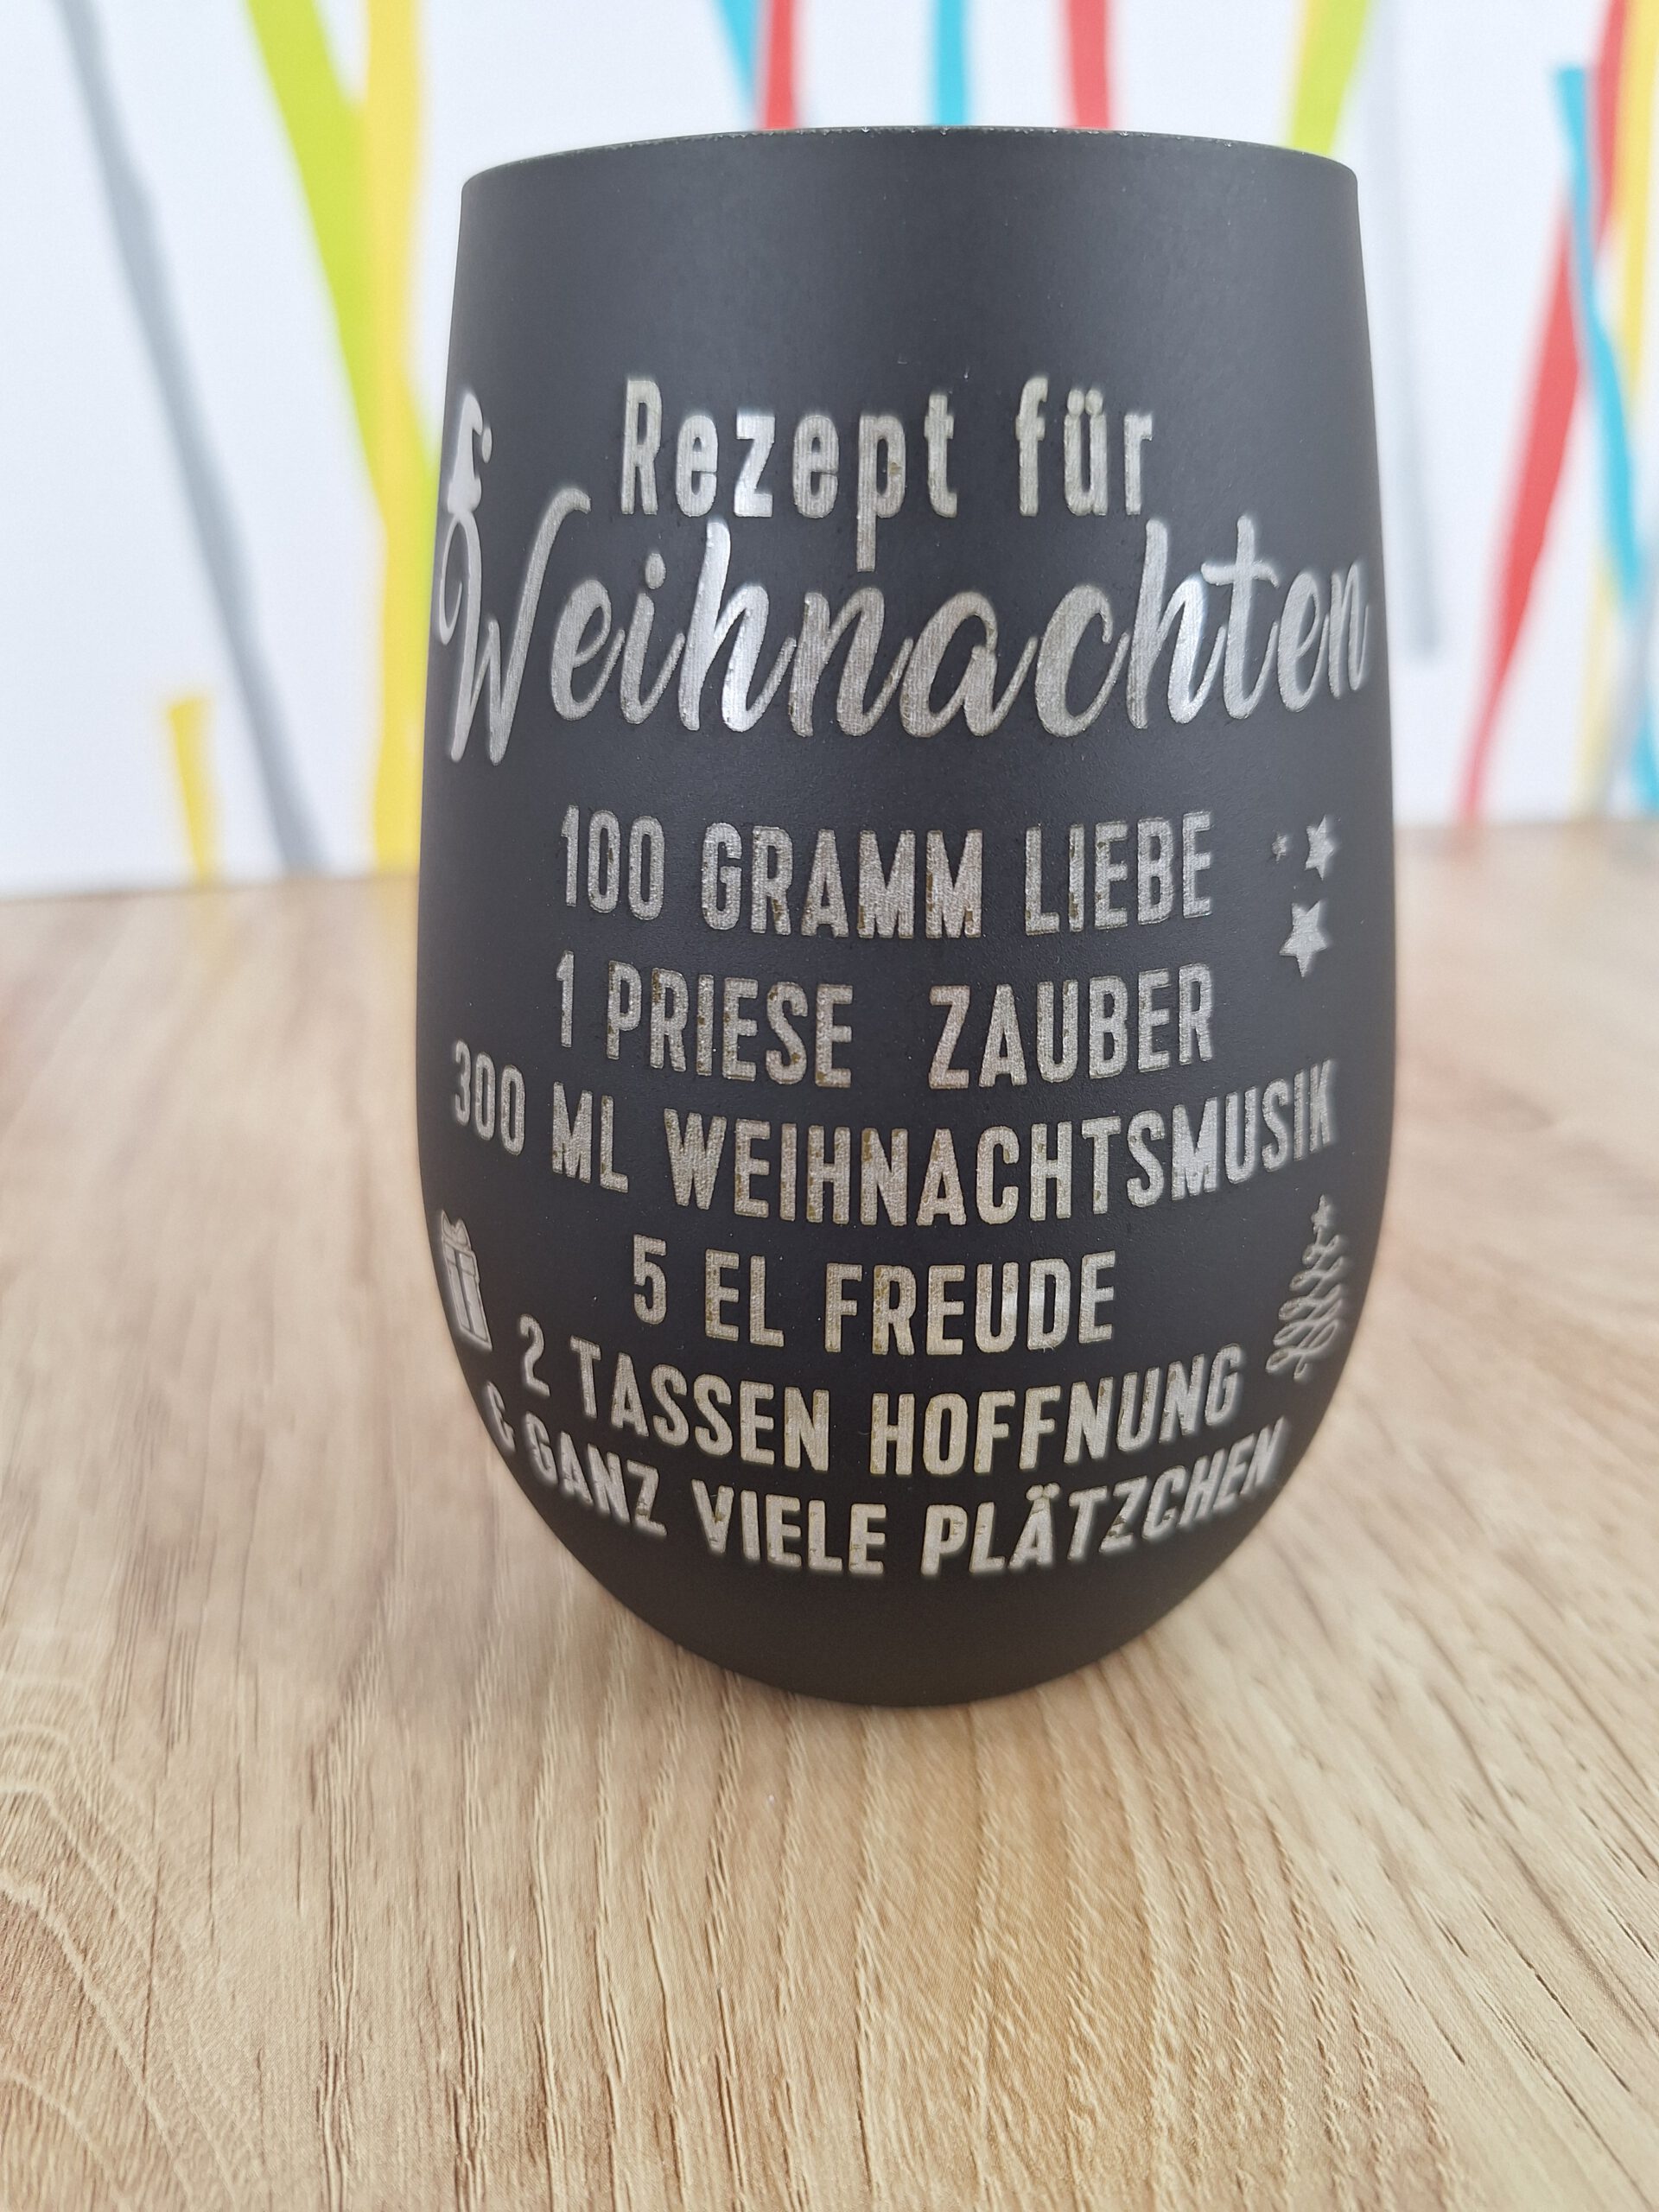 Rezept für
Weihnachten
100 GRAMM LIEBE
1 PRIESE ZAUBER
300 ML WEIHNACHTSMUSIK
5 EL FREUDE
2 TASSEN HOFFNUNG
& GANZ VIELE PLÄTZCHEN